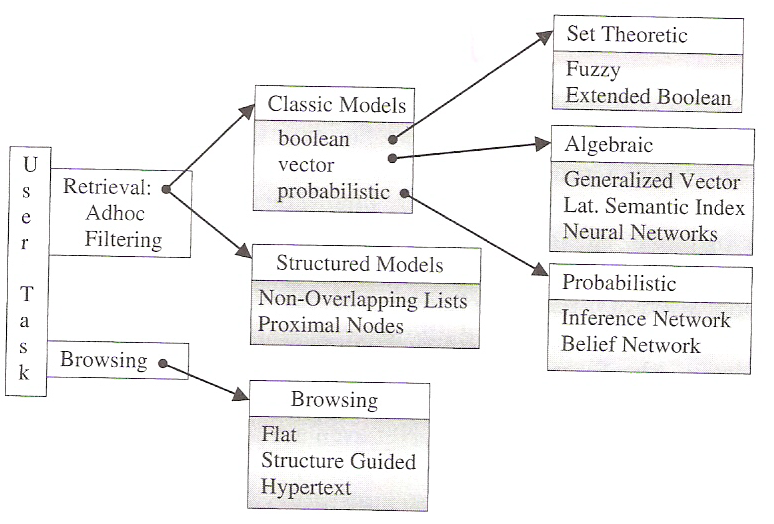 User Task
Retrieval:
Adhoc
Filtering
Browsing
Classic Models
boolean
vector
probabilistic
Structured Models
Non-Overlapping Lists
Proximal Nodes
Browsing
Flat
Structure Guided
Hypertext
Set Theoretic
Fuzzy
Extended Boolean
Algebraic
Generalized Vector
Lat. Semantic Index
Neural Networks
Probabilistic
Inference Network
Belief Network